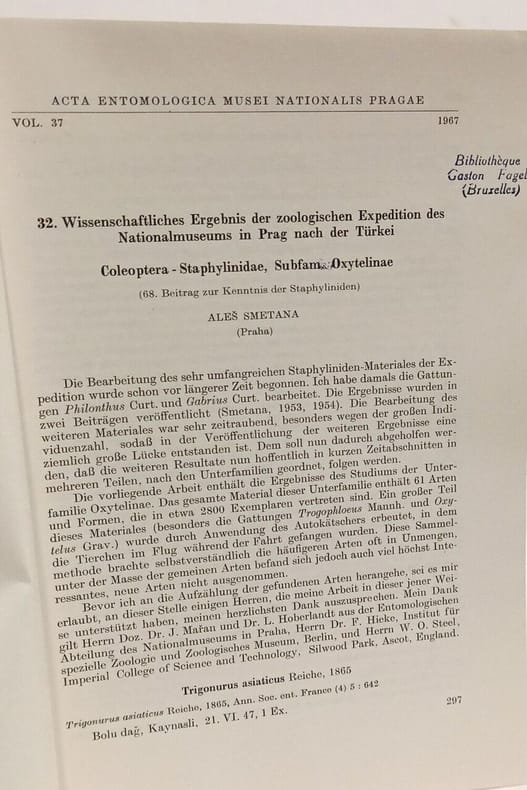 ACTA ENTOMOLOGICA MUSEI NATIONALIS PRAGAE
VOL. 37 1967
Bibliothèque
Gaston Fagel
(Bruxelles)
32. Wissenschaftliches Ergebnis der zoologischen Expedition des
Nationalmuseums in Prag nach der Türkei
Coleoptera - Staphylinidae, Subfam. Oxytelinae
(68. Beitrag zur Kenntnis der Staphyliniden)
ALEŠ SMETANA
(Praha)
Die Bearbeitung des sehr umfangreichen Staphyliniden-Materiales der Ex-
pedition wurde schon vor längerer Zeit begonnen. Ich habe damals die Gattun-
gen Philonthus Curt. und Gabrius Curt. bearbeitet. Die Ergebnisse wurden in
zwei Beiträgen veröffentlicht (Smetana, 1953, 1954). Die Bearbeitung des
weiteren Materiales war sehr zeitraubend, besonders wegen der großen Indi-
viduenzahl, sodaß in der Veröffentlichung der weiteren Ergebnisse eine
ziemlich große Lücke entstanden ist. Dem soll nun dadurch abgeholfen wer-
den, daß die weiteren Resultate nun hoffentlich in kurzen Zeitabschnitten in
mehreren Teilen, nach den Unterfamilien geordnet, folgen werden.
Die vorliegende Arbeit enthält die Ergebnisse des Studiums der Unter-
familie Oxytelinae. Das gesamte Material dieser Unterfamilie enthält 61 Arten
und Formen, die in etwa 2800 Exemplaren vertreten sind. Ein großer Teil
dieses Materiales (besonders die Gattungen Trogophloeus Mannh. und Oxy-
telus Grav.) wurde durch Anwendung des Autokätschers erbeutet, in dem
die Tierchen im Flug während der Fahrt gefangen wurden. Diese Sammel-
methode brachte selbstverständlich die häufigeren Arten oft in Unmengen,
unter der Masse der gemeinen Arten befand sich jedoch auch viel höchst Inte-
ressantes, neue Arten nicht ausgenommen.
Bevor ich an die Aufzählung der gefundenen Arten herangehe, sei es mir
erlaubt, an dieser Stelle einigen Herren, die meine Arbeit in dieser jener Wei-
se unterstützt haben, meinen herzlichsten Dank auszusprechen. Mein Dank
gilt Herrn Doz. Dr. J. Mařan und Dr. L. Hoberlandt aus der Entomologischen
Abteilung des Nationalmuseums in Praha, Herrn Dr. F. Hieke, Institut für
spezielle Zoologie und Zoologisches Museum, Berlin, und Herrn W. O. Steel,
Imperial College of Science and Technology, Silwood Park, Ascot, England.
Trigonurus asiaticus Reiche, 1865
Trigonurus asiaticus Reiche, 1865, Ann. Soc. ent. France (4) 5 : 642
Bolu dağ, Kaynasli, 21. VI. 47, 1 Ex.
297